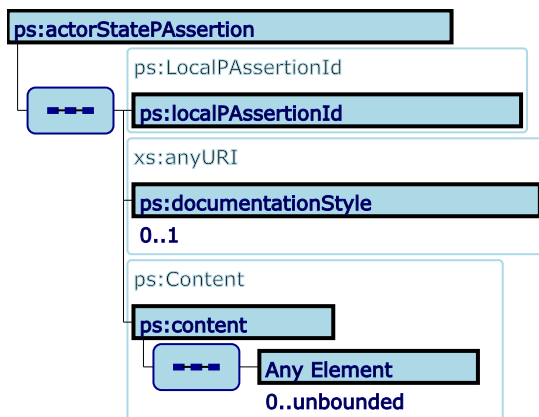 ps:actorStatePAssertion
ps:LocalPAssertionId
ps:localPAssertionId
xs:anyURI
ps:documentationStyle
0..1
ps:Content
ps:content
Any Element
0..unbounded